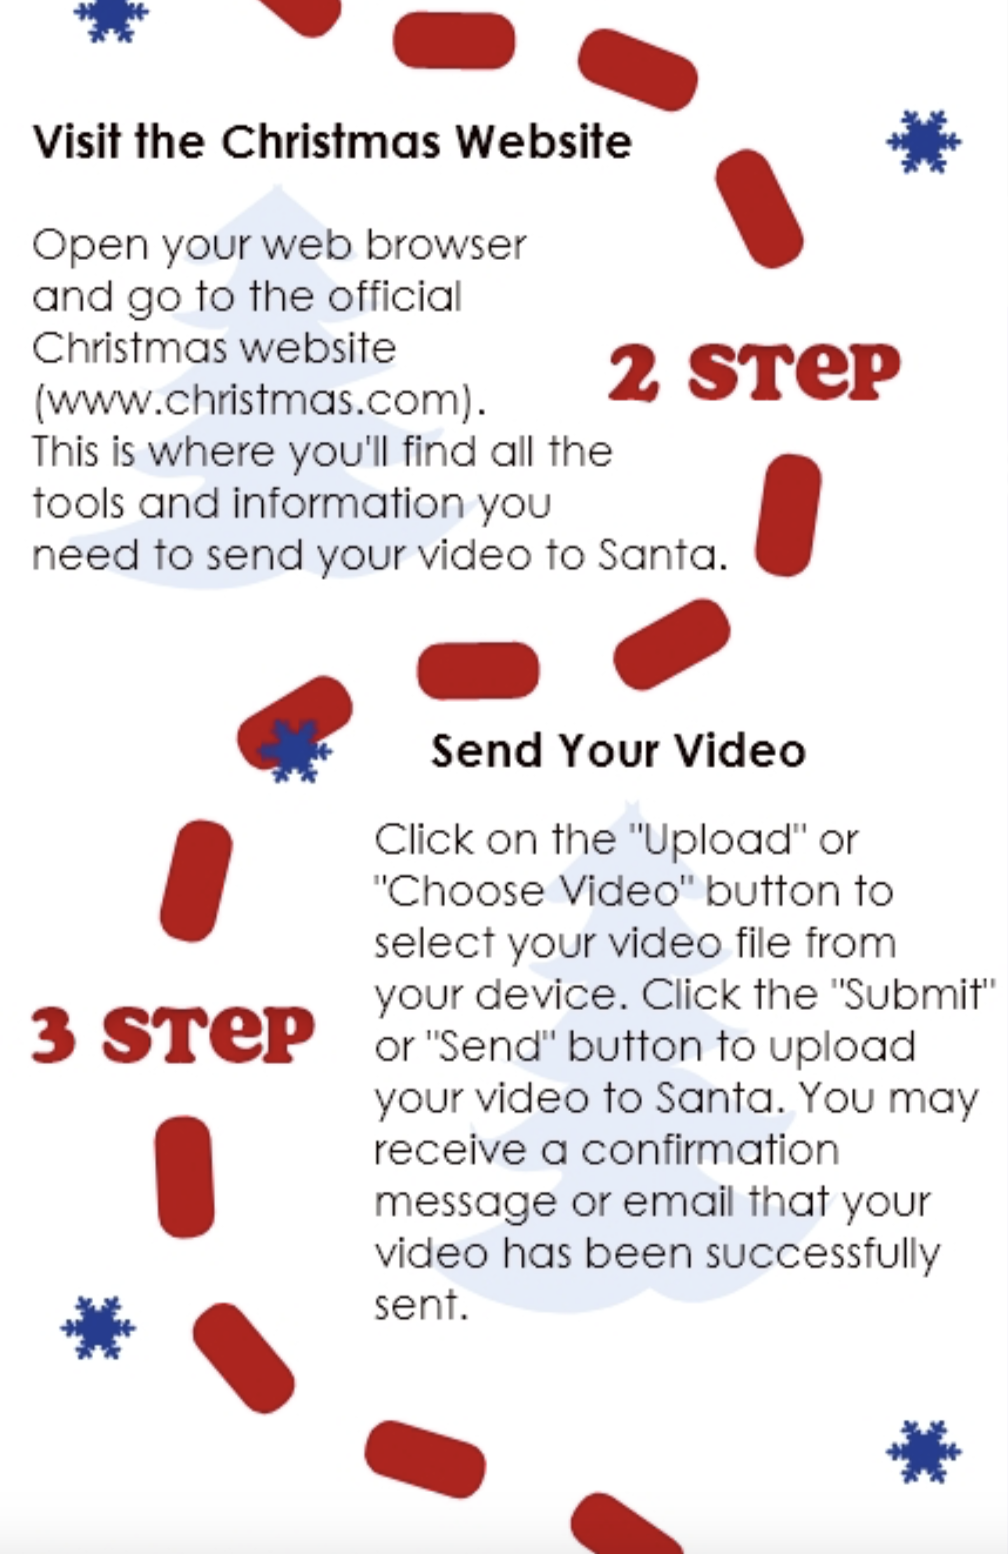 Visit the Christmas Website
Open your web browser
and go to the official
Christmas website
(www.christmas.com).
This is where you'll find all the
tools and information you
need to send your video to Santa.
2 STeP
Send Your Video
Click on the "Upload" or
"Choose Video" button to
select your video file from
your device. Click the "Submit"
or "Send" button to upload
your video to Santa. You may
receive a confirmation
message or email that your
video has been successfully
sent.
3 STeP